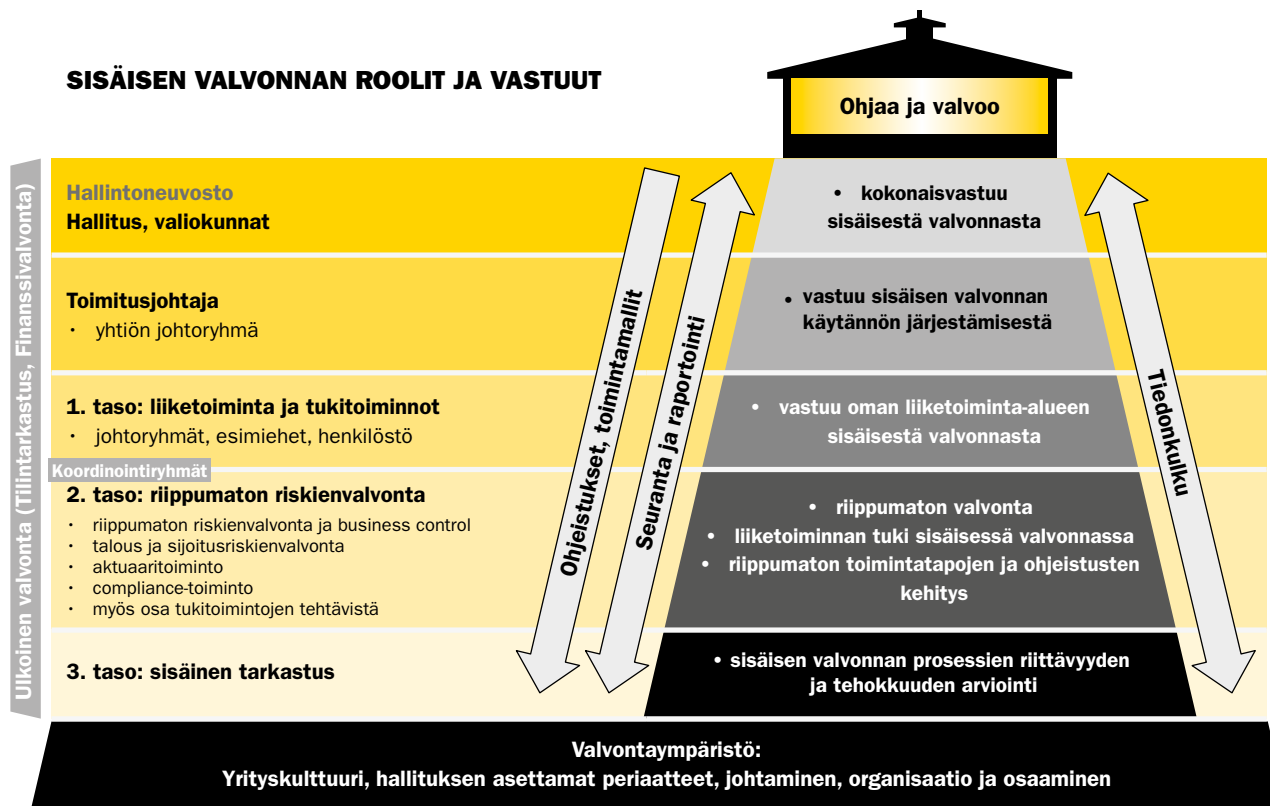 SISÄISEN VALVONNAN ROOLIT JA VASTUUT
Ohjaa ja valvoo
Ulkoinen valvonta (Tilintarkastus, Finanssivalvonta)
Hallintoneuvosto
Hallitus, valiokunnat
• kokonaisvastuu
sisäisestä valvonnasta
Toimitusjohtaja
• yhtiön johtoryhmä
• vastuu sisäisen valvonnan
käytännön järjestämisestä
1. taso: liiketoiminta ja tukitoiminnot
• johtoryhmät, esimiehet, henkilöstö
• vastuu oman liiketoiminta-alueen
sisäisestä valvonnasta
Koordinointiryhmät
2. taso: riippumaton riskienvalvonta
• riippumaton riskienvalvonta ja business control
• talous ja sijoitusriskienvalvonta
• aktuaaritoiminto
• compliance-toiminto
• myös osa tukitoimintojen tehtävistä
• riippumaton valvonta
• liiketoiminnan tuki sisäisessä valvonnassa
• riippumaton toimintatapojen ja ohjeistusten
kehitys
3. taso: sisäinen tarkastus
• sisäisen valvonnan prosessien riittävyyden
ja tehokkuuden arviointi
Ohjeistukset, toimintamallit
Seuranta ja raportointi
Tiedonkulku
Valvontaympäristö:
Yrityskulttuuri, hallituksen asettamat periaatteet, johtaminen, organisaatio ja osaaminen